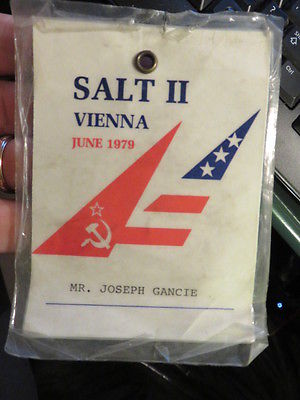 SALT II
VIENNA
JUNE 1979
MR. JOSEPH GANCIE